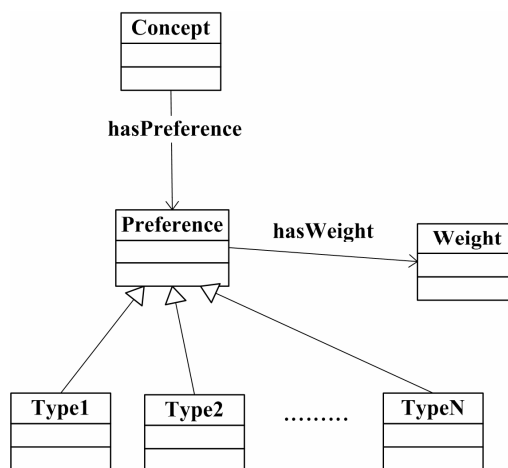 Concept
hasPreference
Preference
hasWeight
Weight
Type1
Type2
.........
TypeN